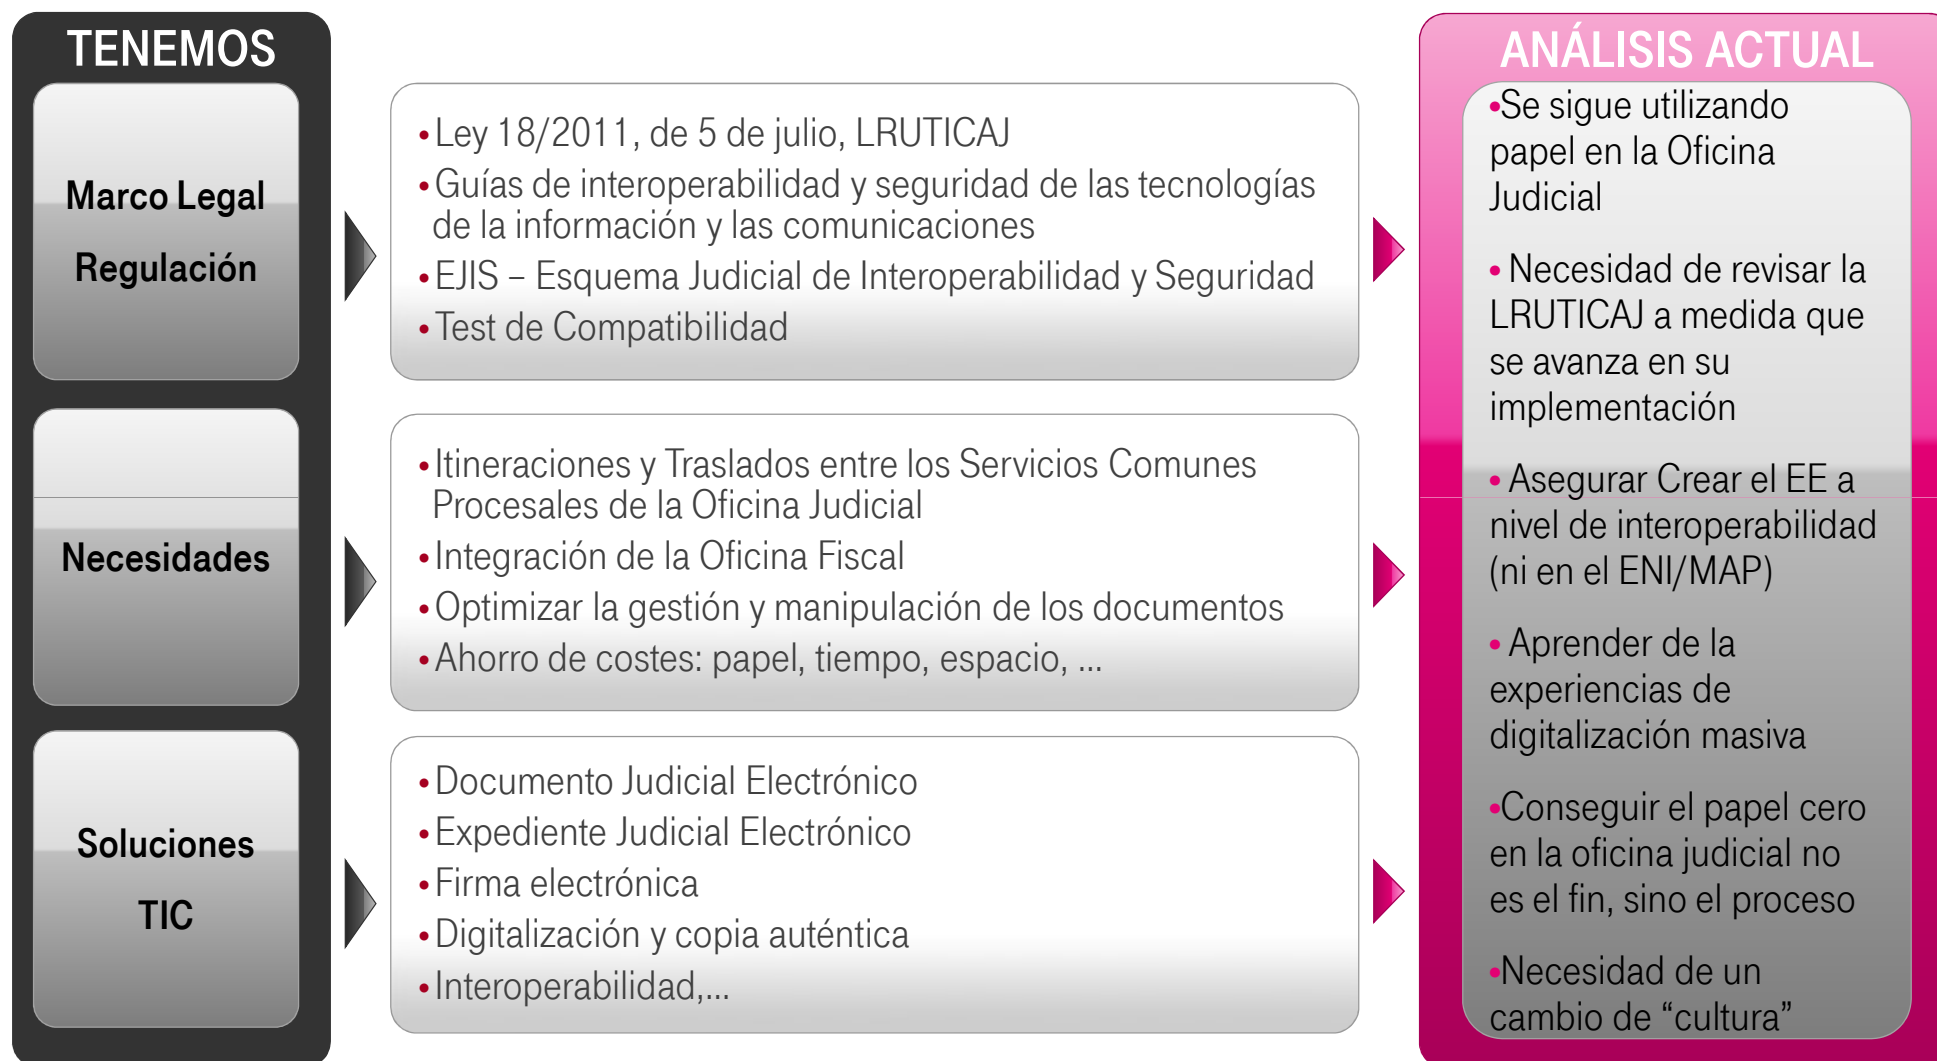 TENEMOS
Marco Legal
Regulación
•Ley 18/2011, de 5 de julio, LRUTICAJ
•Guías de interoperabilidad y seguridad de las tecnologías
de la información y las comunicaciones
•EJIS – Esquema Judicial de Interoperabilidad y Seguridad
•Test de Compatibilidad
Necesidades
•Itineraciones y Traslados entre los Servicios Comunes
Procesales de la Oficina Judicial
•Integración de la Oficina Fiscal
•Optimizar la gestión y manipulación de los documentos
•Ahorro de costes: papel, tiempo, espacio, ...
Soluciones
TIC
•Documento Judicial Electrónico
•Expediente Judicial Electrónico
•Firma electrónica
•Digitalización y copia auténtica
•Interoperabilidad,...
ANÁLISIS ACTUAL
•Se sigue utilizando
papel en la Oficina
Judicial
• Necesidad de revisar la
LRUTICAJ a medida que
se avanza en su
implementación
• Asegurar Crear el EE a
nivel de interoperabilidad
(ni en el ENI/MAP)
• Aprender de la
experiencias de
digitalización masiva
•Conseguir el papel cero
en la oficina judicial no
es el fin, sino el proceso
•Necesidad de un
cambio de “cultura”